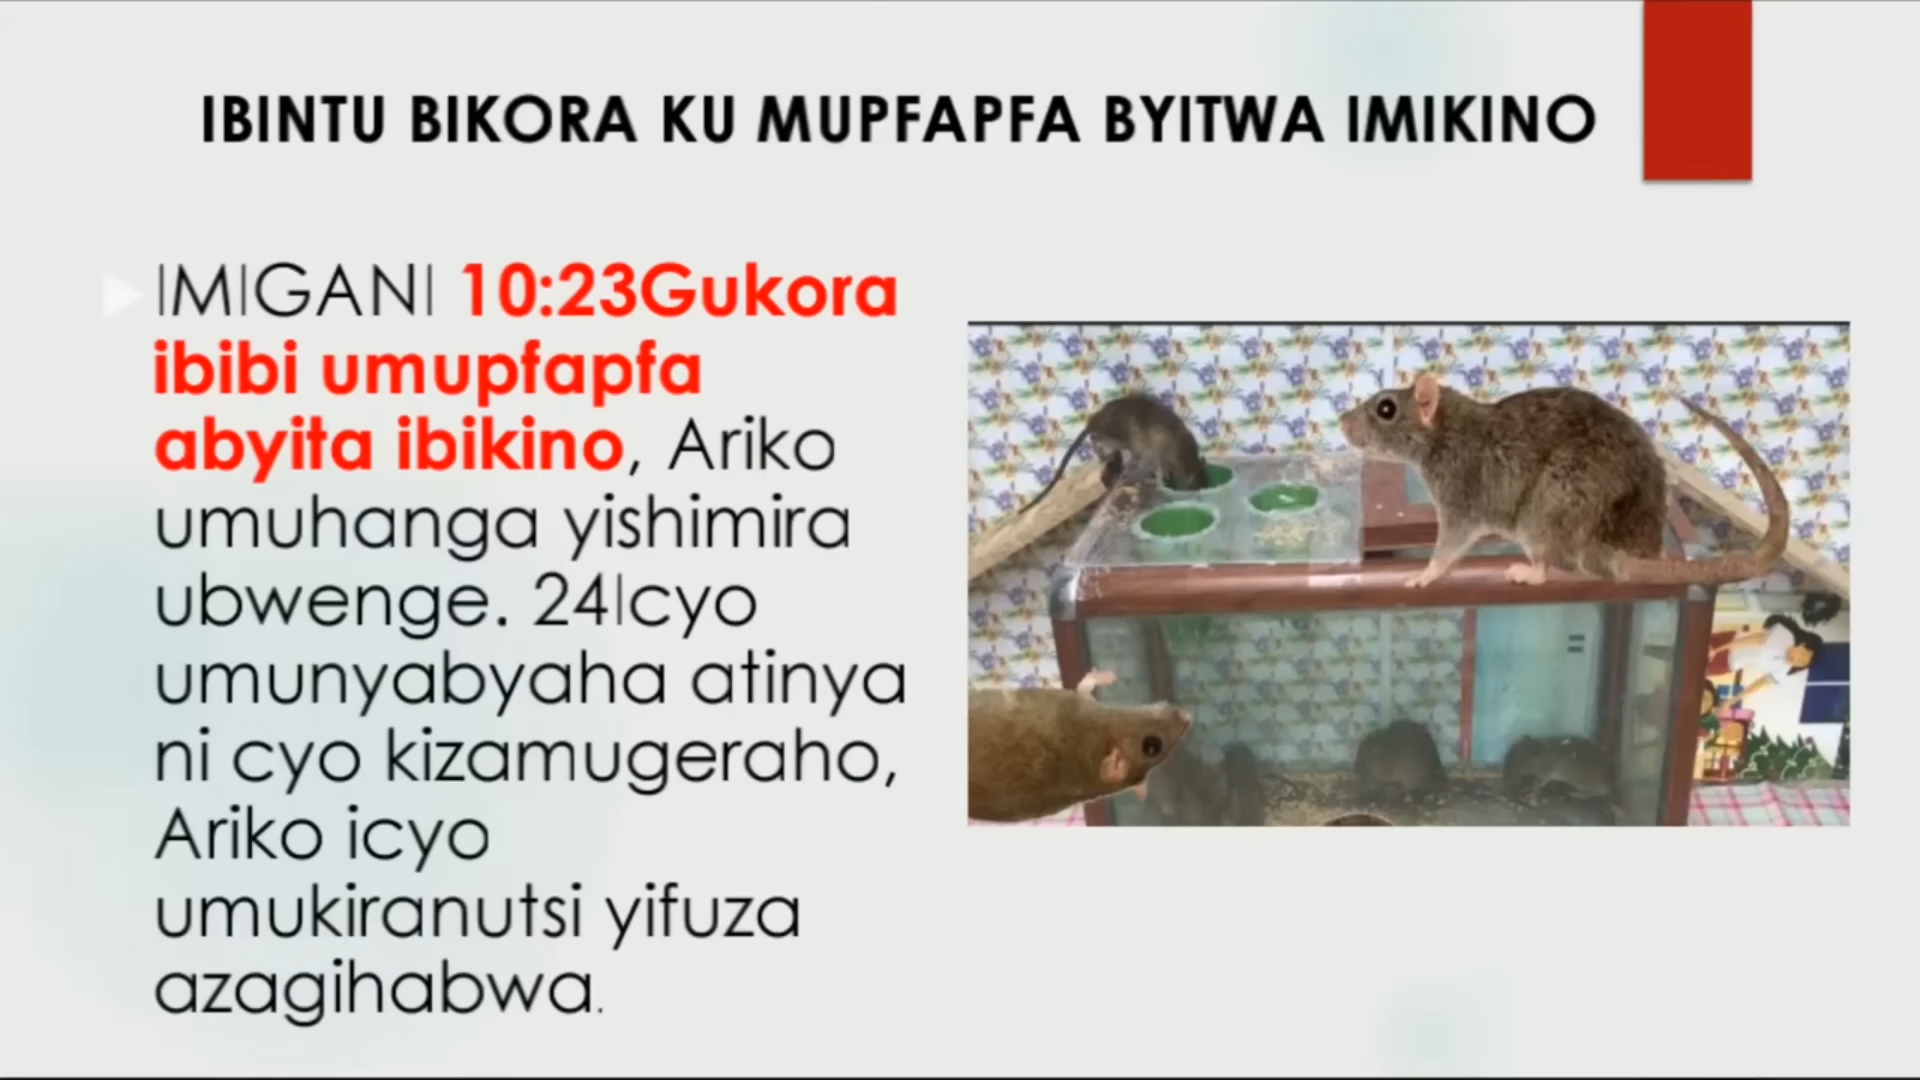 IBINTU BIKORA KU MUPFAPFA BYITWA IMIKINO
IMIGANI 10:23Gukora
ibibi umupfapfa
abyita ibikino, Ariko
umuhanga yishimira
ubwenge. 24Icyo
umunyabyaha atinya
ni cyo kizamugeraho,
Ariko icyo
umukiranutsi yifuza
azagihabwa.